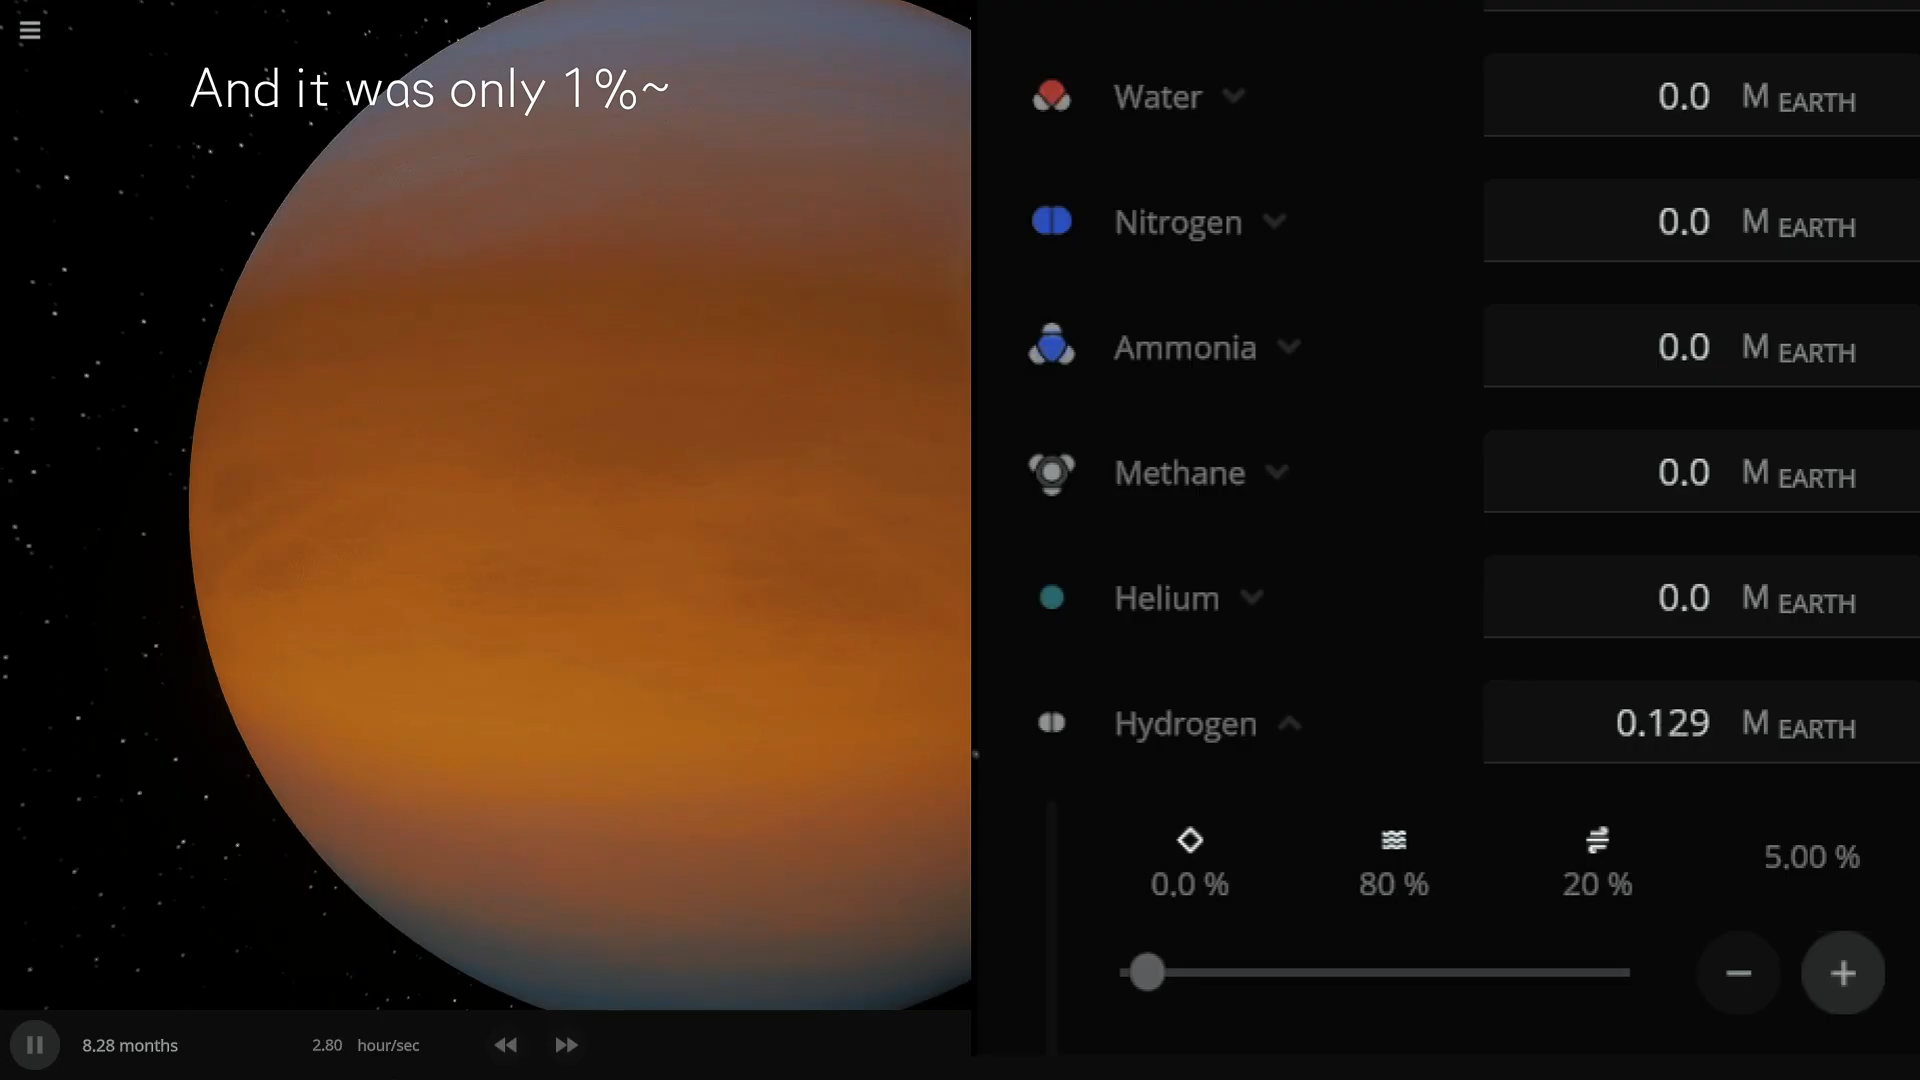 And it was only 1%~
Water 0.0 M EARTH
Nitrogen 0.0 M EARTH
Ammonia 0.0 M EARTH
Methane 0.0 M EARTH
Helium 0.0 M EARTH
Hydrogen 0.129 M EARTH
0.0 % 80 % 20 % 5.00 %
8.28 months 2.80 hour/sec